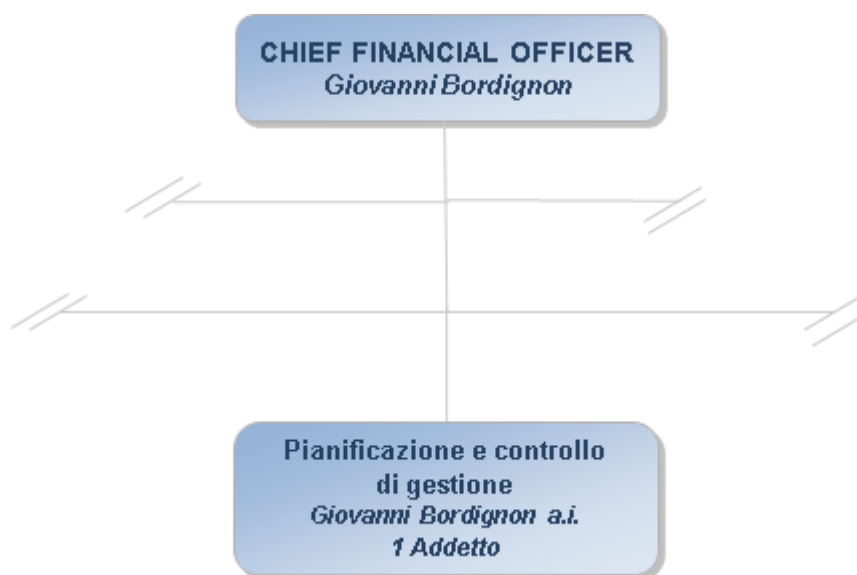 CHIEF FINANCIAL OFFICER
Giovanni Bordignon
Pianificazione e controllo
di gestione
Giovanni Bordignon a.i.
1 Addetto